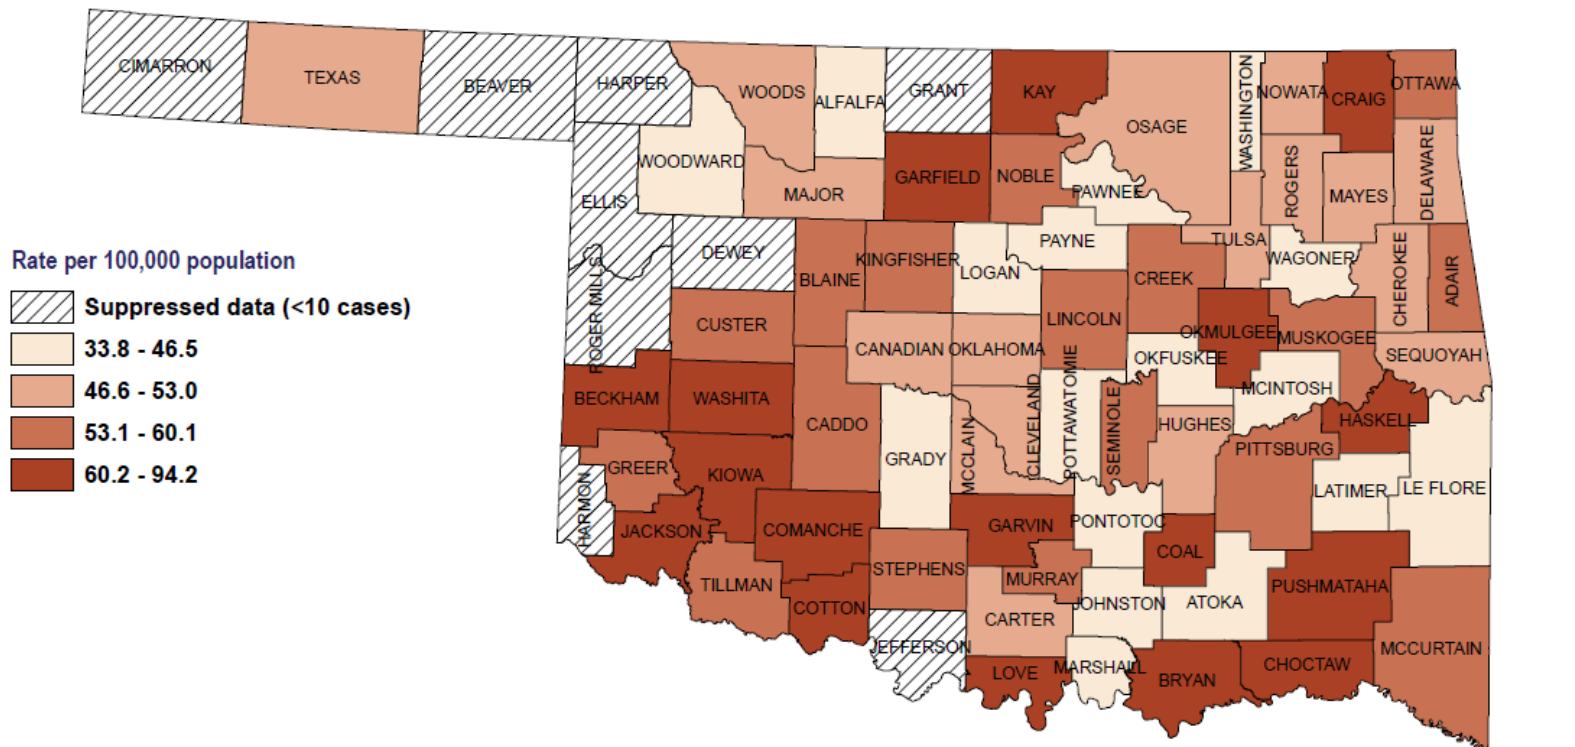 CIMARRON
TEXAS
BEAVER
HARPER
WOODS
ALFALFA
GRANT
KAY
OSAGE
WASHINGTON
NOWATA
CRAIG
OTTAWA
WOODWARD
ELLIS
MAJOR
GARFIELD
NOBLE
PAWNEE
ROGERS
MAYES
DELAWARE
DEWEY
BLAINE
KINGFISHER
LOGAN
PAYNE
CREEK
TULSA
WAGONER
CHEROKEE
ADAIR
Rate per 100,000 population
Suppressed data (<10 cases)
33.8 - 46.5
46.6 - 53.0
53.1 - 60.1
60.2 - 94.2
ROGER MILLS
CUSTER
CANADIAN
OKLAHOMA
LINCOLN
OKMULGEE
MUSKOGEE
OKFUSKEE
SEQUOYAH
MCINTOSH
BECKHAM
WASHITA
CADDO
GRADY
MCCLAIN
CLEVELAND
POTTAWATOMIE
SEMINOLE
HUGHES
PITTSBURG
HASKELL
GREER
KIOWA
LATIMER
LE FLORE
HARMON
JACKSON
COMANCHE
GARVIN
PONTOTOC
COAL
TILLMAN
COTTON
STEPHENS
MURRAY
CARTER
JOHNSTON
ATOKA
PUSHMATAHA
JEFFERSON
LOVE
MARSHALL
BRYAN
CHOCTAW
MCCURTAIN